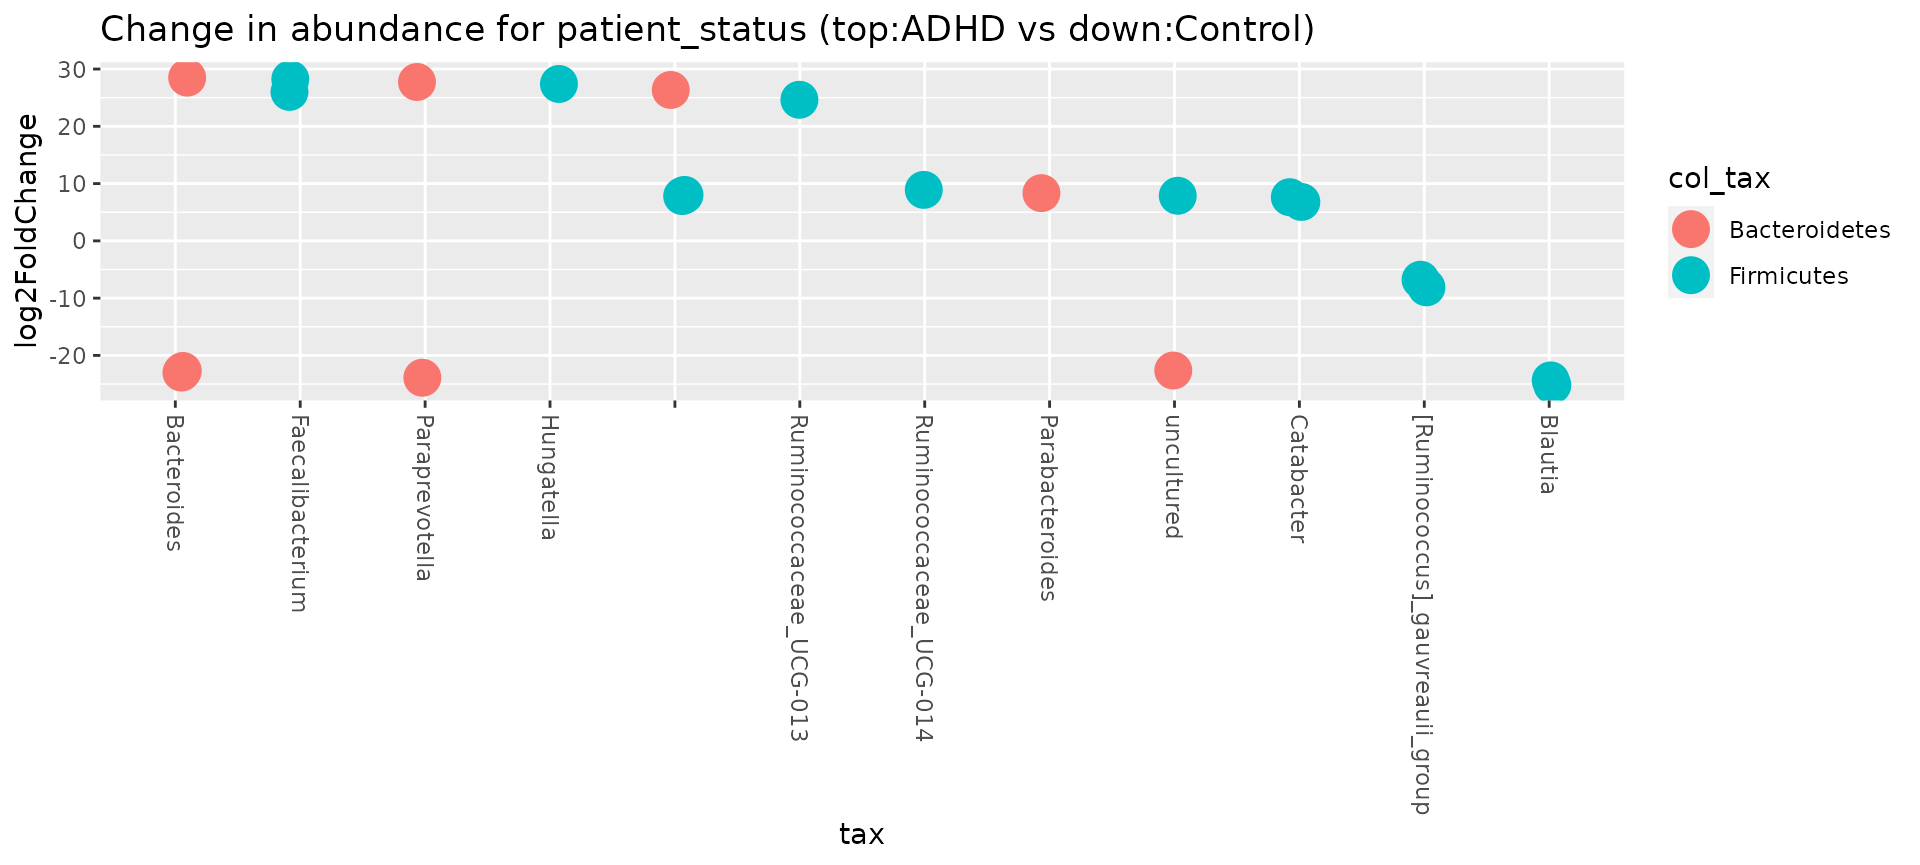 Change in abundance for patient_status (top:ADHD vs down:Control)
log2FoldChange
30
20
10
0
-10
-20
Bacteroides
Faecalibacterium
Paraprevotella
Hungatella
Ruminococcaceae_UCG-013
Ruminococcaceae_UCG-014
Parabacteroides
uncultured
Catabacter
[Ruminococcus]_gauvreauii_group
Blautia
tax
col_tax
Bacteroidetes
Firmicutes